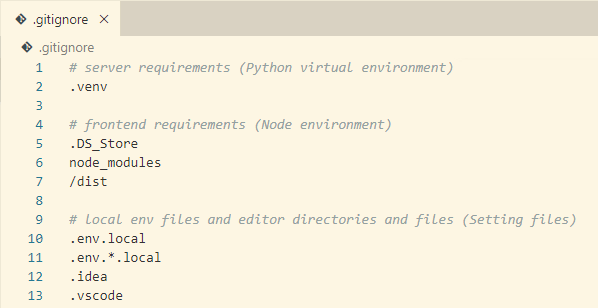 .gitignore ×
.gitignore
1 # server requirements (Python virtual environment)
2 .venv
3
4 # frontend requirements (Node environment)
5 .DS_Store
6 node_modules
7 /dist
8
9 # local env files and editor directories and files (Setting files)
10 .env.local
11 .env.*.local
12 .idea
13 .vscode